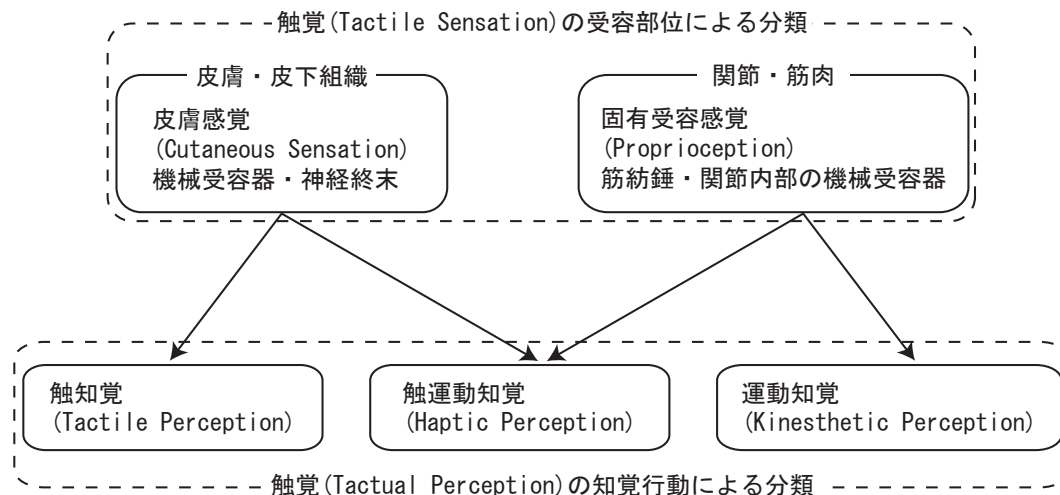 触覚(Tactile Sensation)の受容部位による分類
皮膚・皮下組織
皮膚感覚
(Cutaneous Sensation)
機械受容器・神経終末
関節・筋肉
固有受容感覚
(Proprioception)
筋紡錘・関節内部の機械受容器
触知覚
(Tactile Perception)
触運動知覚
(Haptic Perception)
運動知覚
(Kinesthetic Perception)
触覚(Tactual Perception)の知覚行動による分類